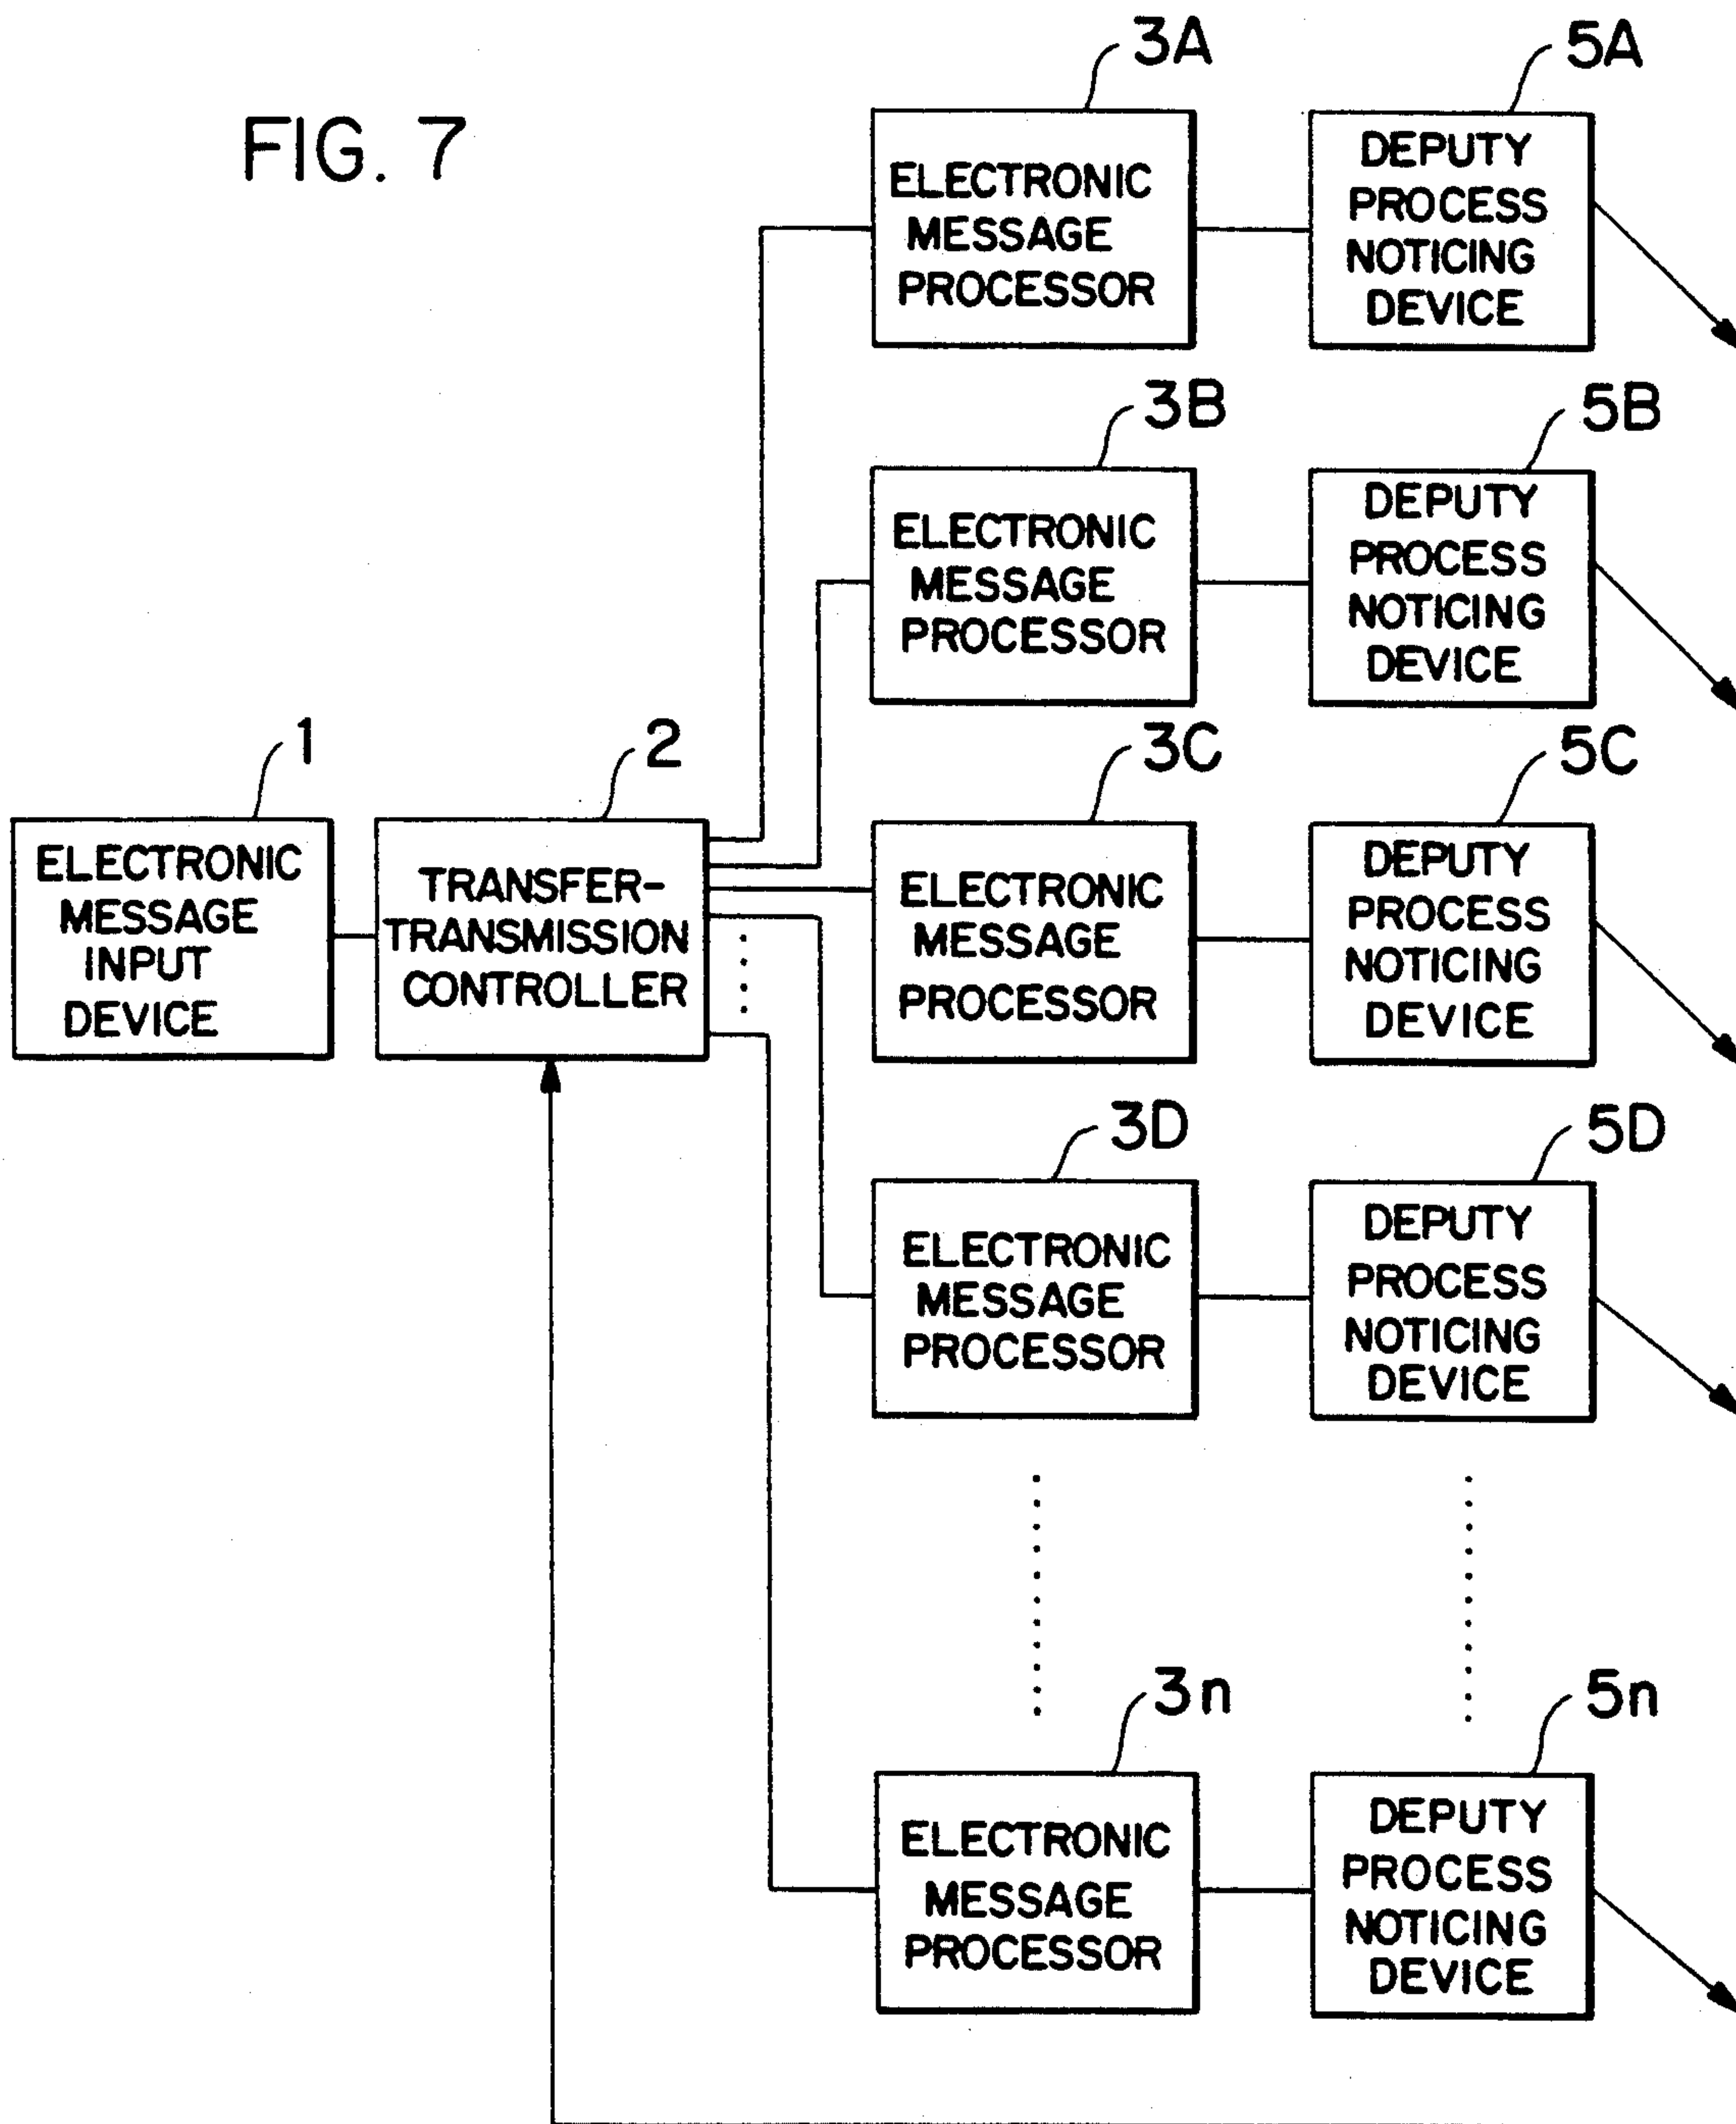 FIG. 7
3A
5A
ELECTRONIC
MESSAGE
PROCESSOR
DEPUTY
PROCESS
NOTICING
DEVICE
3B
5B
ELECTRONIC
MESSAGE
PROCESSOR
DEPUTY
PROCESS
NOTICING
DEVICE
1
2
3C
5C
ELECTRONIC
MESSAGE
INPUT
DEVICE
TRANSFER-
TRANSMISSION
CONTROLLER
ELECTRONIC
MESSAGE
PROCESSOR
DEPUTY
PROCESS
NOTICING
DEVICE
3D
5D
ELECTRONIC
MESSAGE
PROCESSOR
DEPUTY
PROCESS
NOTICING
DEVICE
3n
5n
ELECTRONIC
MESSAGE
PROCESSOR
DEPUTY
PROCESS
NOTICING
DEVICE